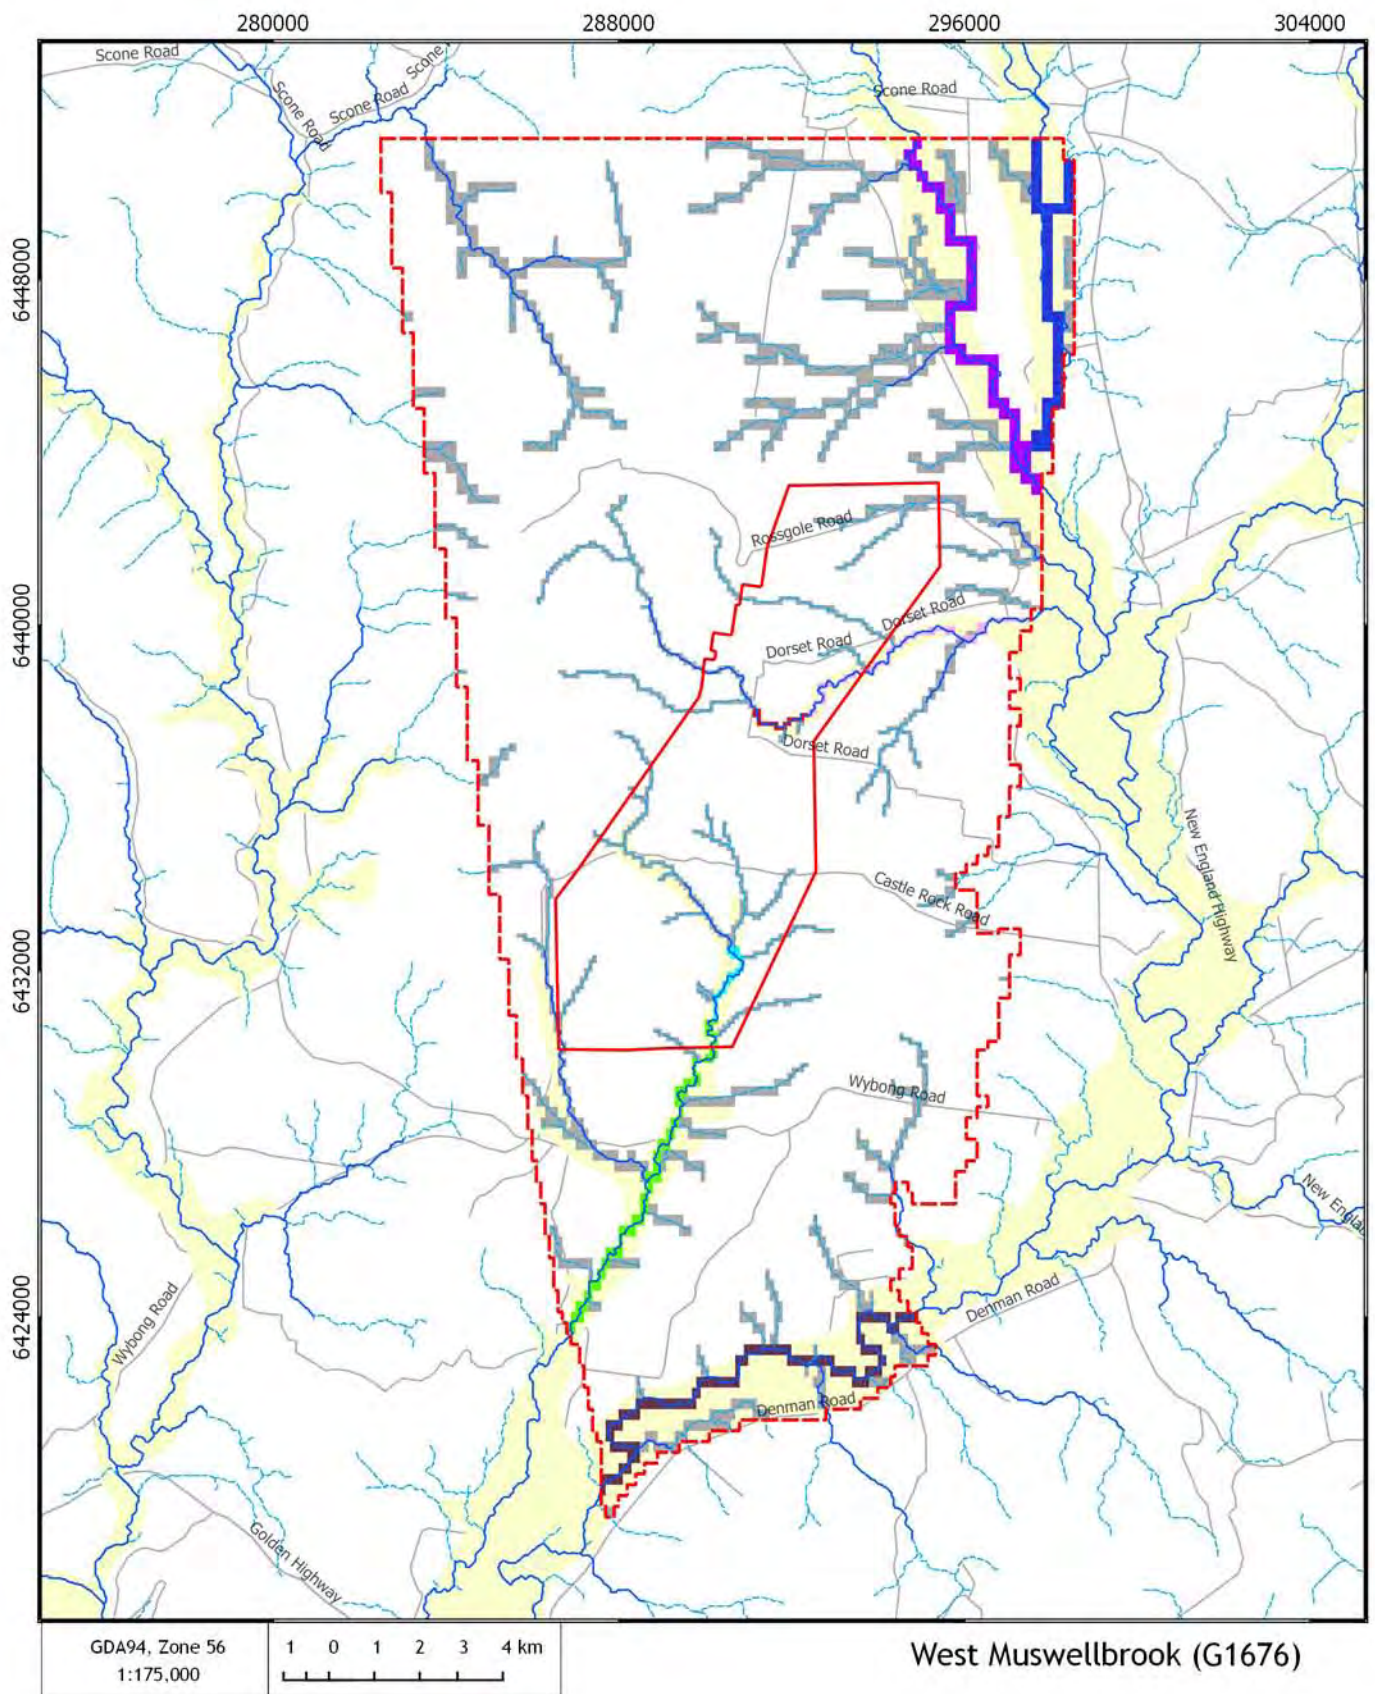 280000 288000 296000 304000
Scone Road
Scone
Scone Road
Scone Road
Scone Road
6448000
Rossgole Road
6440000
Dorset Road
Dorset Road
Dorset Road
New England Highway
Castle Rock Road
6432000
Wybong Road
New Englan
6424000
Denman Road
Wybong Road
Denman Road
Golden Highway
GDA94, Zone 56
1:175,000
1 0 1 2 3 4 km
West Muswellbrook (G1676)